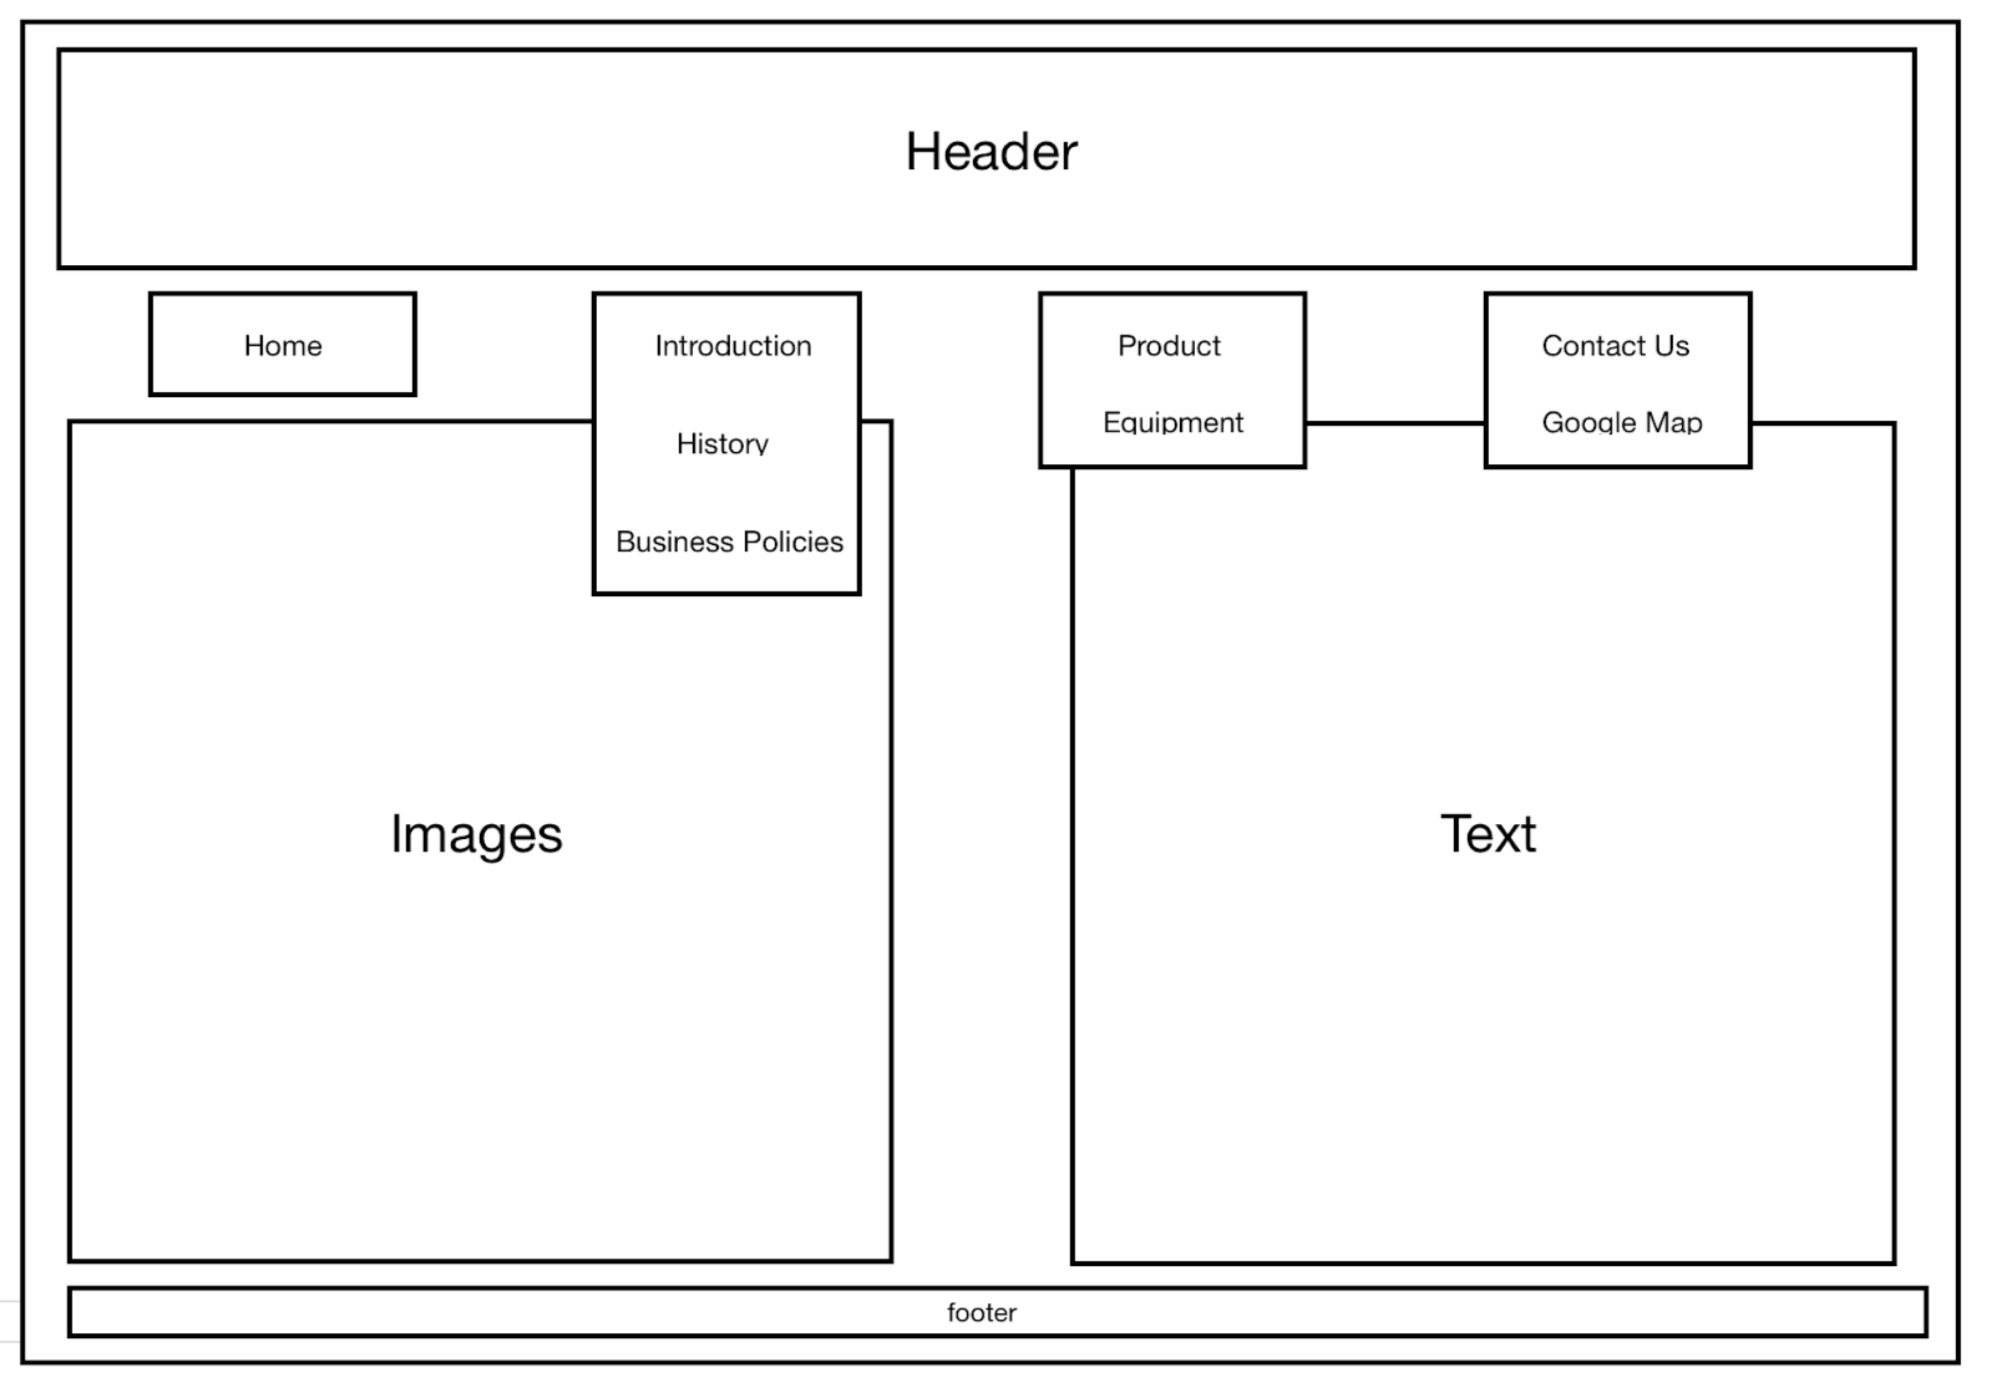 Header
Home
Introduction
Product
Contact Us
History
Equipment
Google Map
Business Policies
Images
Text
footer